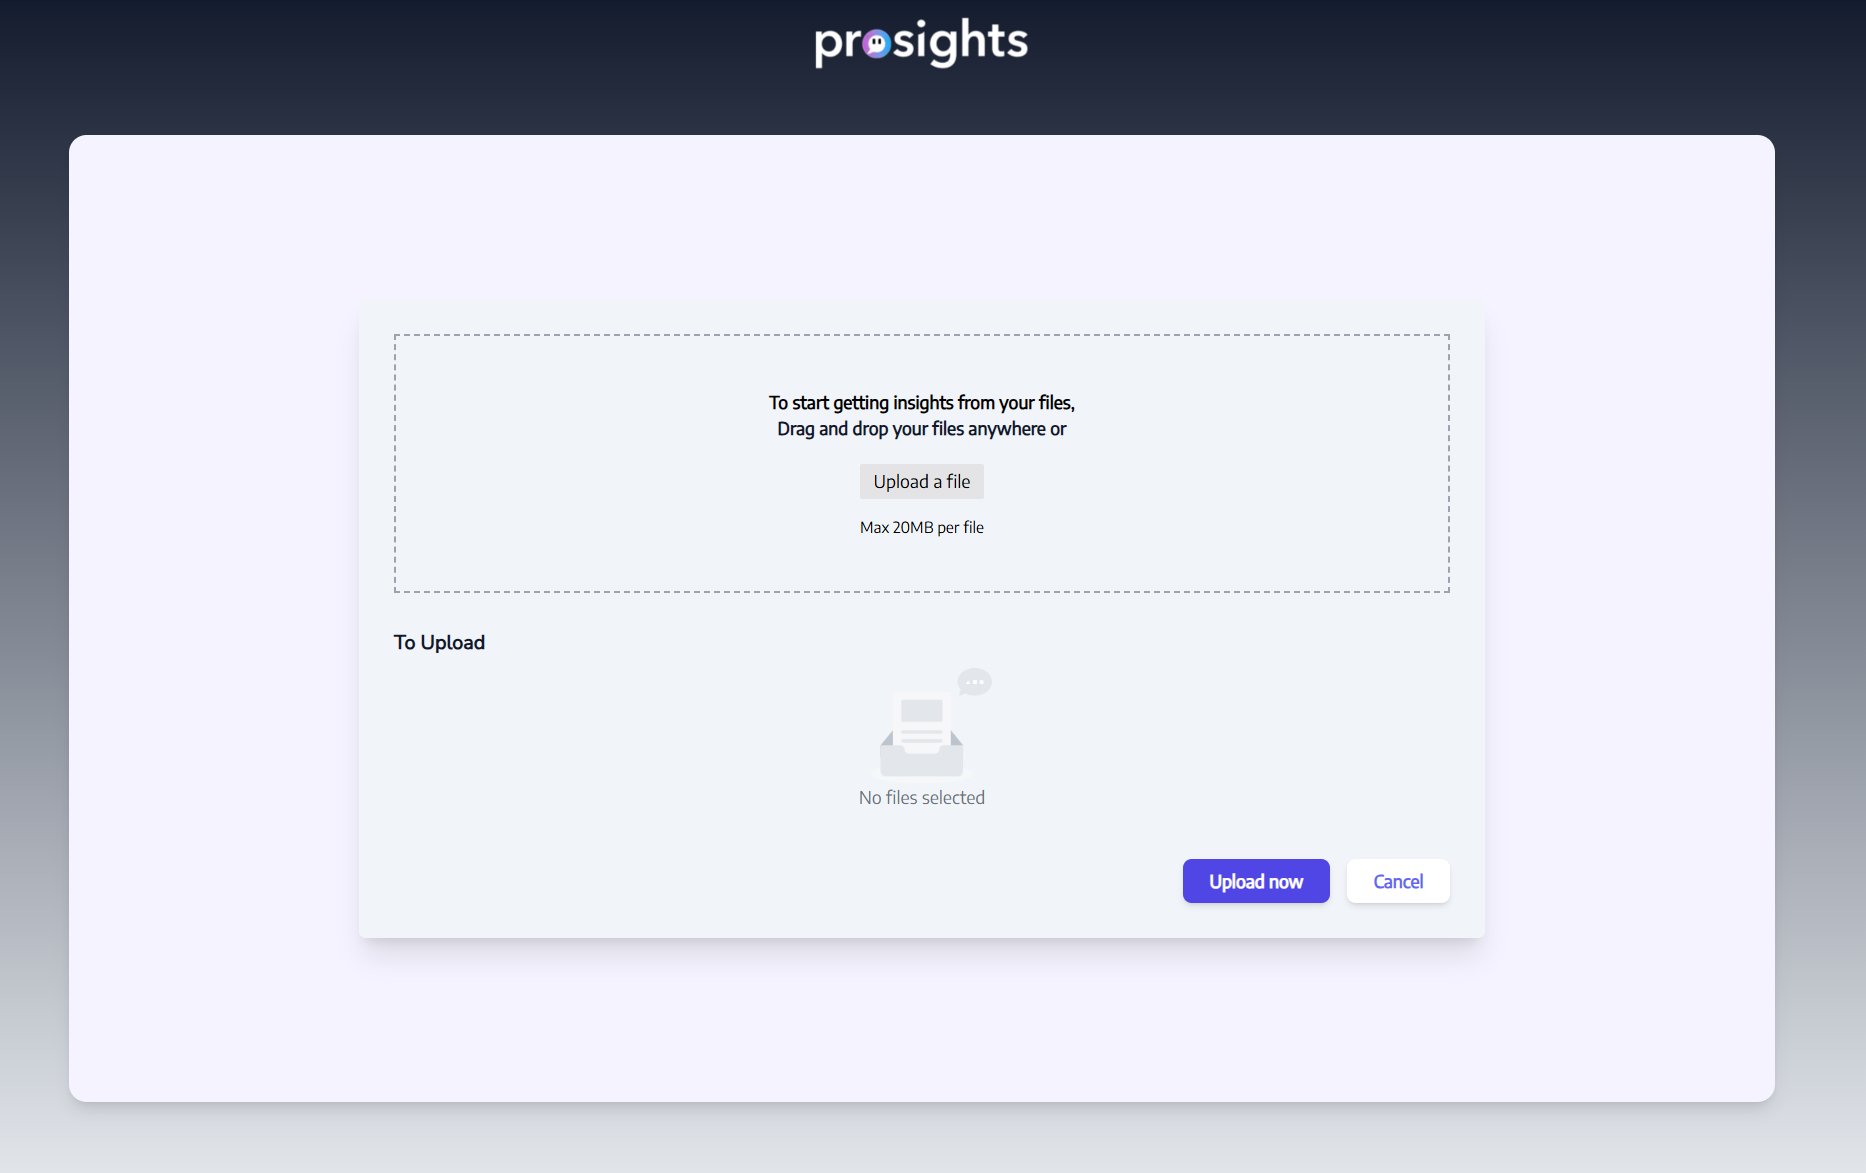 prosights
To start getting insights from your files,
Drag and drop your files anywhere or
Upload a file
Max 20MB per file
To Upload
No files selected
Upload now
Cancel